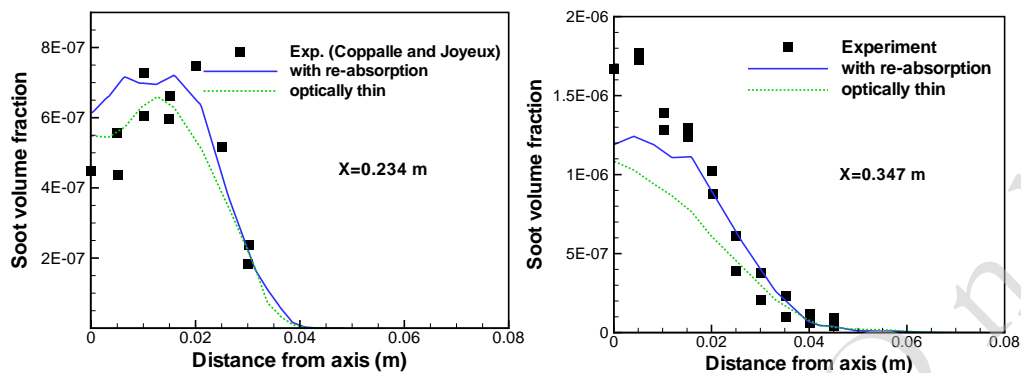 8E-07
6E-07
4E-07
2E-07
Soot volume fraction
Exp. (Coppalle and Joyeux)
with re-absorption
optically thin
X=0.234 m
0 0.02 0.04 0.06 0.08
Distance from axis (m)
2E-06
1.5E-06
1E-06
5E-07
0
Soot volume fraction
Experiment
with re-absorption
optically thin
X=0.347 m
0 0.02 0.04 0.06 0.08
Distance from axis (m)